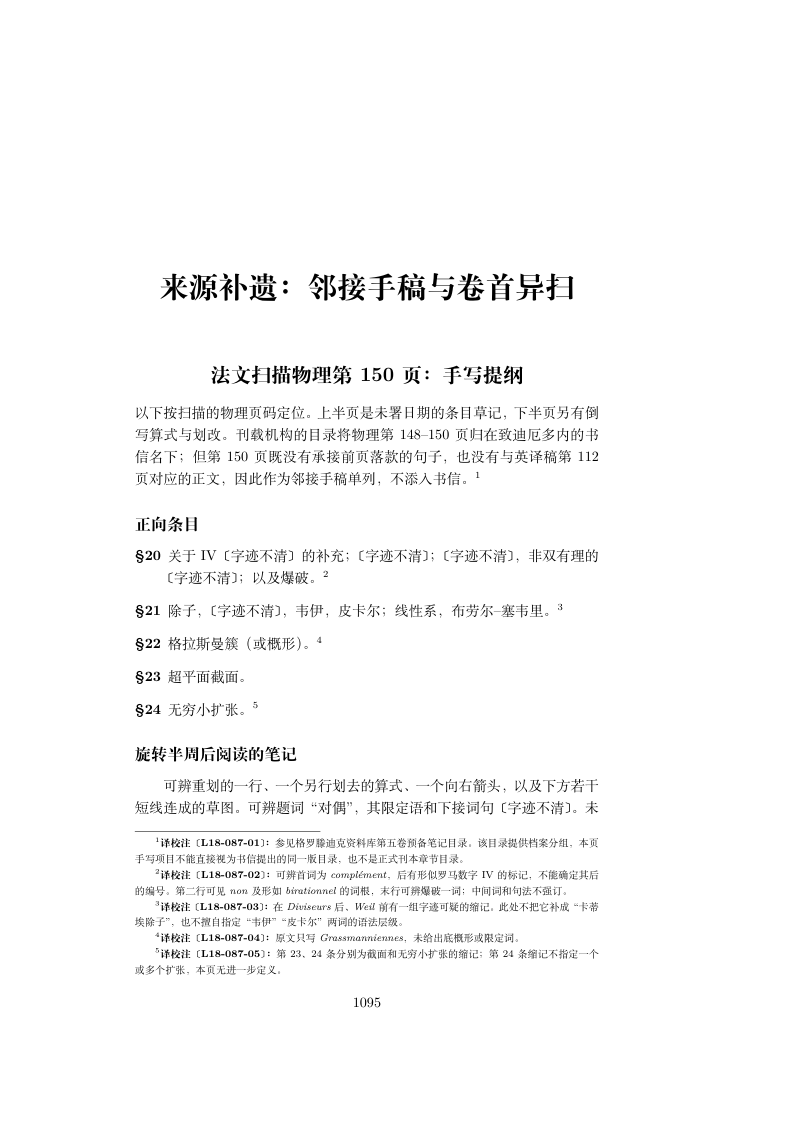 来源补遗：邻接手稿与卷首异扫
法文扫描物理第 150 页：手写提纲
以下按扫描的物理页码定位。上半页是未署日期的条目草记，下半页另有倒
写算式与划改。刊载机构的目录将物理第 148–150 页归在致迪厄多内的书
信名下；但第 150 页既没有承接前页落款的句子，也没有与英译稿第 112
页对应的正文，因此作为邻接手稿单列，不添入书信。1
正向条目
§20 关于 IV〔字迹不清〕的补充；〔字迹不清〕；〔字迹不清〕，非双有理的
〔字迹不清〕；以及爆破。2
§21 除子，〔字迹不清〕，韦伊，皮卡尔；线性系，布劳尔–塞韦里。3
§22 格拉斯曼簇（或概形）。4
§23 超平面截面。
§24 无穷小扩张。5
旋转半周后阅读的笔记
可辨重划的一行、一个另行划去的算式、一个向右箭头，以及下方若干
短线连成的草图。可辨题词“对偶”，其限定语和下接词句〔字迹不清〕。未
1译校注〔L18-087-01〕：参见格罗滕迪克资料库第五卷预备笔记目录。该目录提供档案分组，本页
手写项目不能直接视为书信提出的同一版目录，也不是正式刊本章节目录。
2译校注〔L18-087-02〕：可辨首词为 complément，后有形似罗马数字 IV 的标记，不能确定其后
的编号。第二行可见 non 及形如 birationnel 的词根，末行可辨爆破一词；中间词和句法不强订。
3译校注〔L18-087-03〕：在 Diviseurs 后、Weil 前有一组字迹可疑的缩记。此处不把它补成“卡蒂
埃除子”，也不擅自指定“韦伊”“皮卡尔”两词的语法层级。
4译校注〔L18-087-04〕：原文只写 Grassmanniennes，未给出底概形或限定词。
5译校注〔L18-087-05〕：第 23、24 条分别为截面和无穷小扩张的缩记；第 24 条缩记不指定一个
或多个扩张，本页无进一步定义。
1095